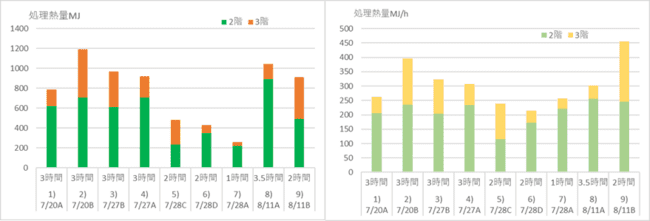 処理熱量MJ
2階 3階
1400
1200
1000
800
600
400
200
0
3時間 3時間 3時間 3時間 2時間 2時間 1時間 3.5時間 2時間
1) 2) 3) 4) 5) 6) 7) 8) 9)
7/20A 7/20B 7/27B 7/27A 7/28C 7/28D 7/28A 8/11A 8/11B
処理熱量MJ/h
2階 3階
500
450
400
350
300
250
200
150
100
50
0
3時間 3時間 3時間 3時間 2時間 2時間 1時間 3.5時間 2時間
1) 2) 3) 4) 5) 6) 7) 8) 9)
7/20A 7/20B 7/27B 7/27A 7/28C 7/28D 7/28A 8/11A 8/11B